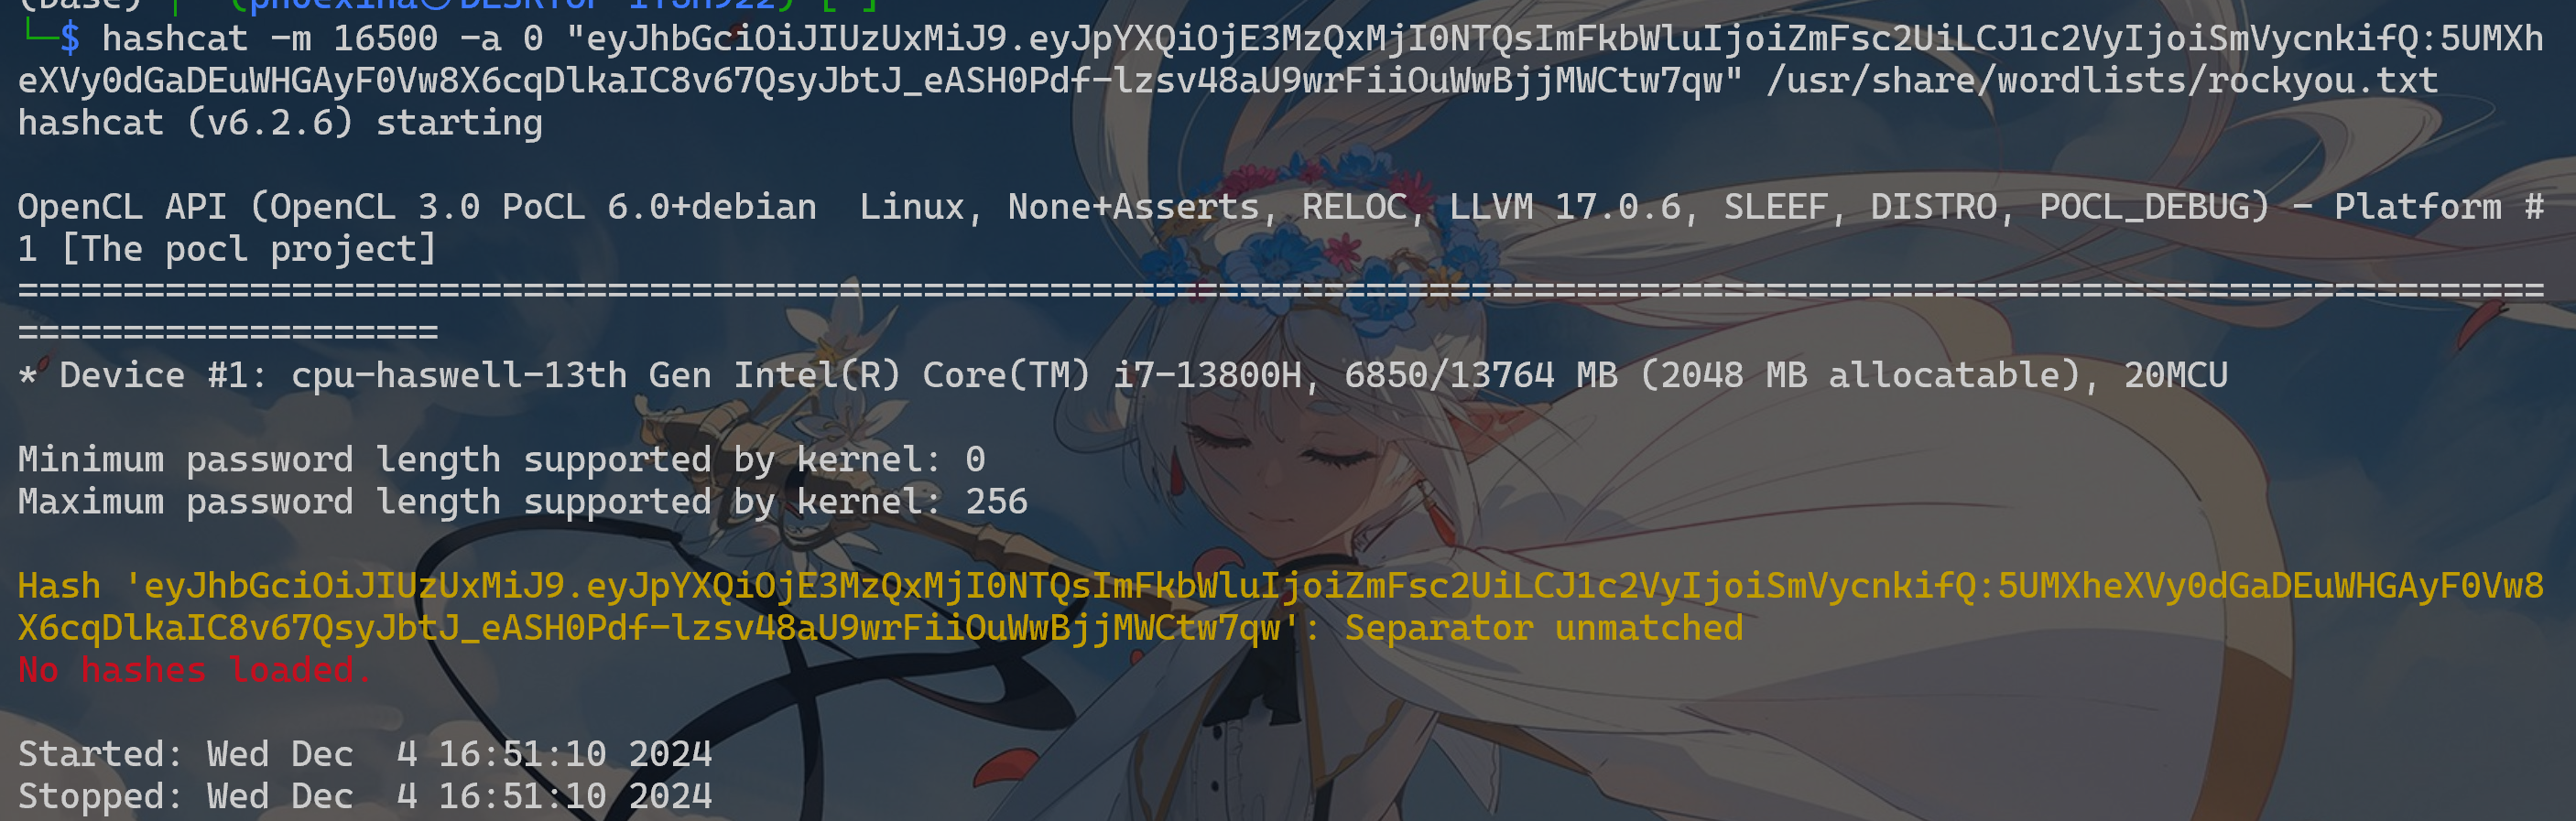 └─$ hashcat -m 16500 -a 0 "eyJhbGciOiJIUzUxMiJ9.eyJpYXQiOjE3MzQxMjI0NTQsImFkbWluIjoiZmFsc2UiLCJ1c2VyIjoiSmVycnkifQ:5UMXh
eXVy0dGaDEuWHGAyF0Vw8X6cqDlkaIC8v67QsyJbtJ_eASH0Pdf-lzsv48aU9wrFiiOuWwBjjMWCtw7qw" /usr/share/wordlists/rockyou.txt
hashcat (v6.2.6) starting
OpenCL API (OpenCL 3.0 PoCL 6.0+debian  Linux, None+Asserts, RELOC, LLVM 17.0.6, SLEEF, DISTRO, POCL_DEBUG) - Platform #
1 [The pocl project]
========================================================================================================================
====================
* Device #1: cpu-haswell-13th Gen Intel(R) Core(TM) i7-13800H, 6850/13764 MB (2048 MB allocatable), 20MCU
Minimum password length supported by kernel: 0
Maximum password length supported by kernel: 256
Hash 'eyJhbGciOiJIUzUxMiJ9.eyJpYXQiOjE3MzQxMjI0NTQsImFkbWluIjoiZmFsc2UiLCJ1c2VyIjoiSmVycnkifQ:5UMXheXVy0dGaDEuWHGAyF0Vw8
X6cqDlkaIC8v67QsyJbtJ_eASH0Pdf-lzsv48aU9wrFiiOuWwBjjMWCtw7qw': Separator unmatched
No hashes loaded.
Started: Wed Dec  4 16:51:10 2024
Stopped: Wed Dec  4 16:51:10 2024